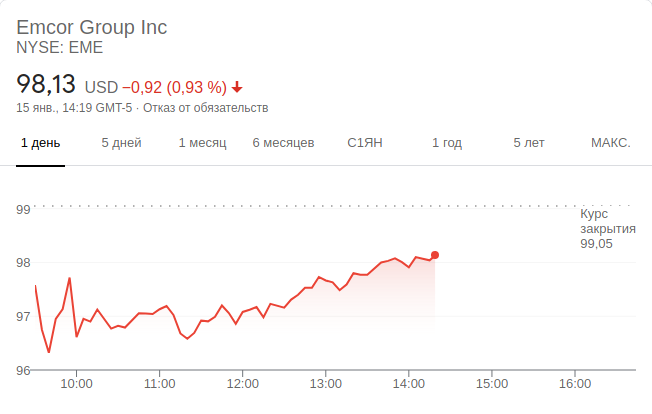 Emcor Group Inc
NYSE: EME
98,13 USD −0,92 (0,93 %)
15 янв., 14:19 GMT-5 · Отказ от обязательств
1 день 5 дней 1 месяц 6 месяцев С1ЯН 1 год 5 лет МАКС.
99
Курс
закрытия
99,05
98
97
96
10:00 11:00 12:00 13:00 14:00 15:00 16:00